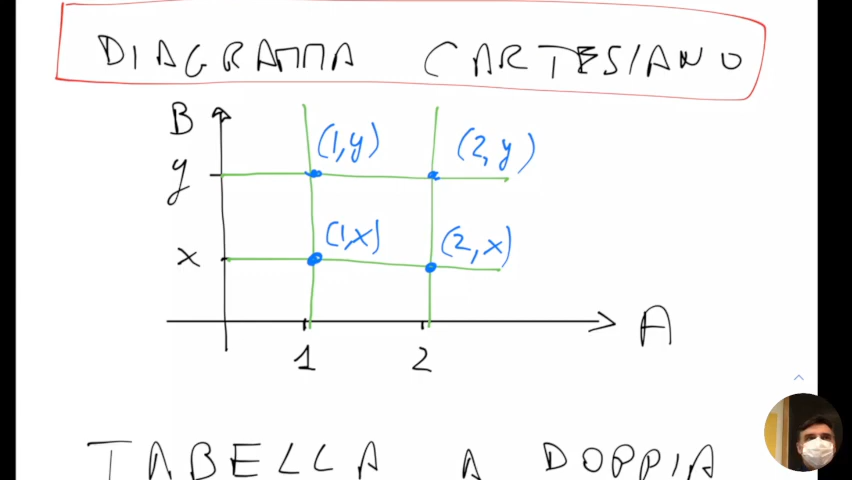 DIAGRAMMA CARTESIANO
B
(1,y) (2,y)
y
(1,x) (2,x)
x
A
1 2
TABELLA A DOPPIA